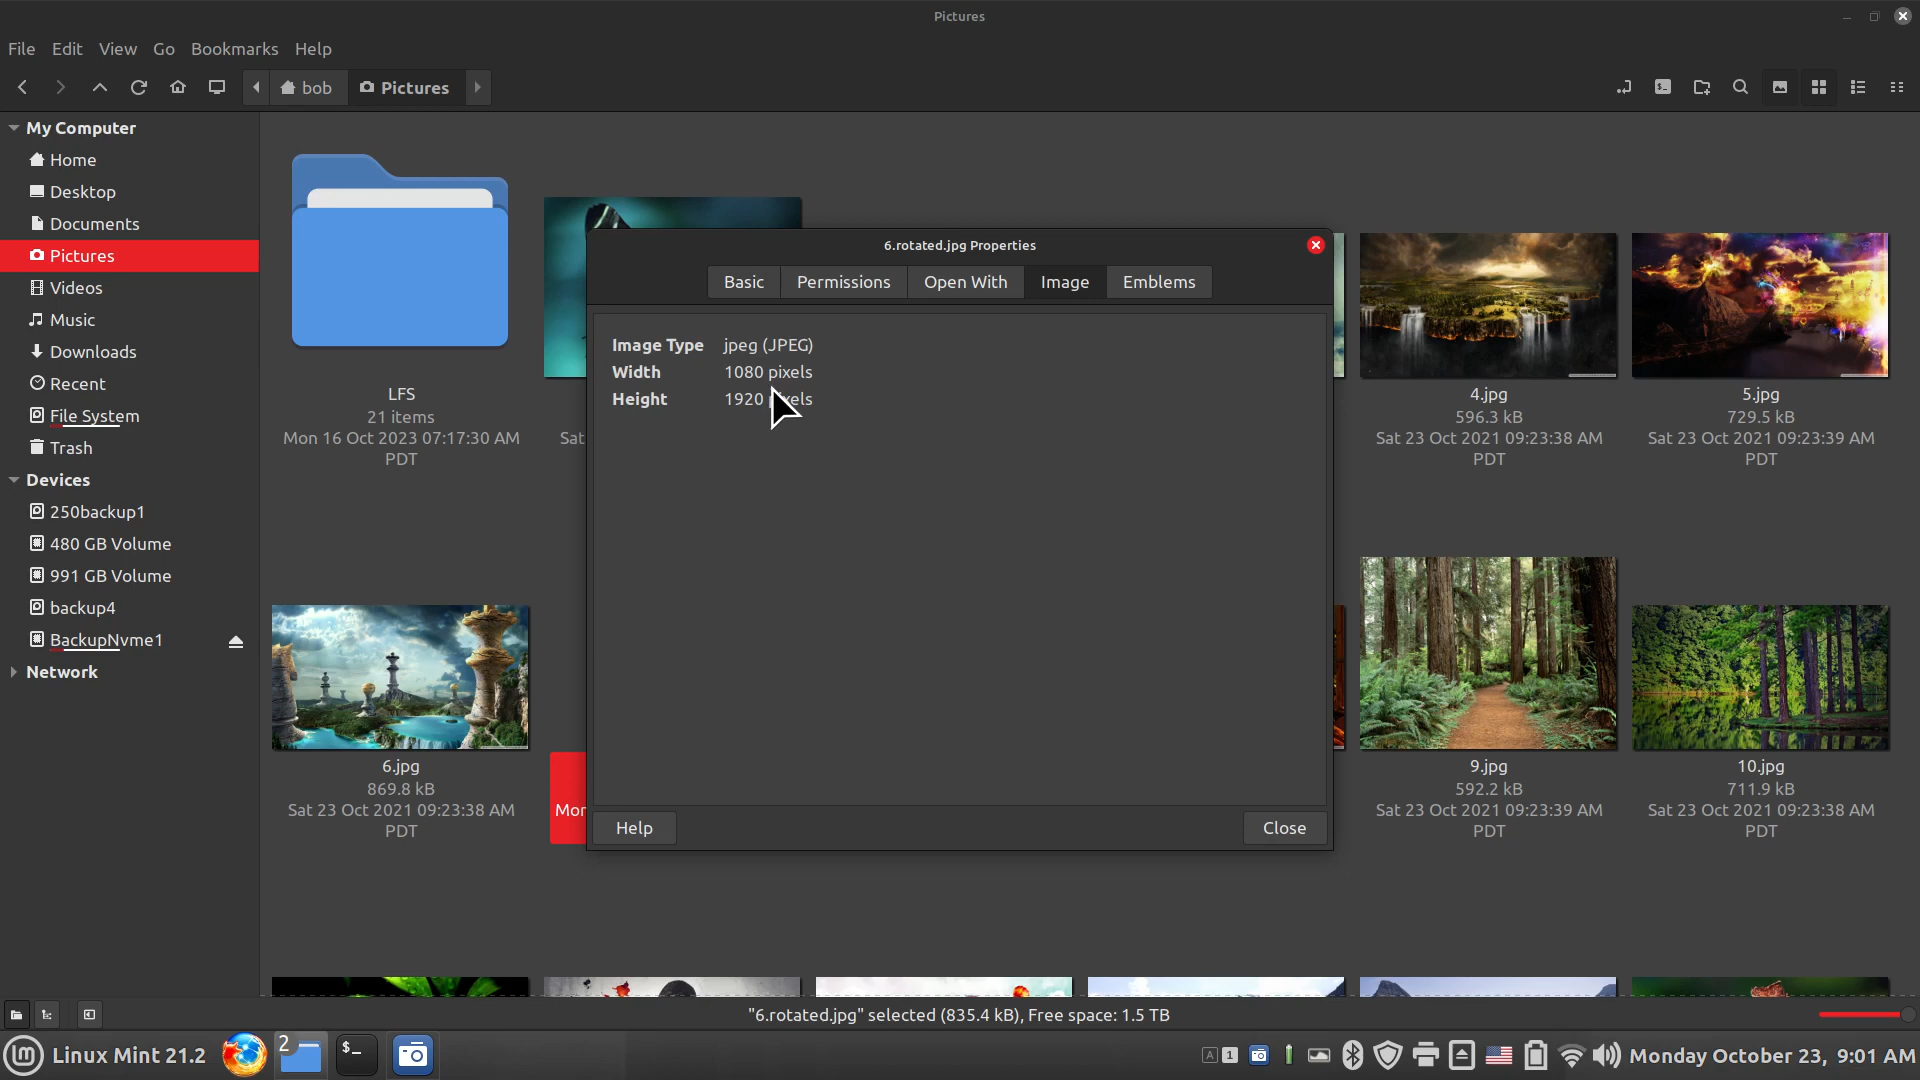 Pictures
File Edit View Go Bookmarks Help
bob Pictures
My Computer
Home
Desktop
Documents
Pictures
Videos
Music
Downloads
Recent
File System
Trash
Devices
250backup1
480 GB Volume
991 GB Volume
backup4
BackupNvme1
Network
LFS
21 items
Mon 16 Oct 2023 07:17:30 AM
PDT
Sat
4.jpg
596.3 kB
Sat 23 Oct 2021 09:23:38 AM
PDT
5.jpg
729.5 kB
Sat 23 Oct 2021 09:23:39 AM
PDT
6.rotated.jpg Properties
Basic Permissions Open With Image Emblems
Image Type jpeg (JPEG)
Width 1080 pixels
Height 1920 pixels
Help Close
6.jpg
869.8 kB
Sat 23 Oct 2021 09:23:38 AM
PDT
Mon
9.jpg
592.2 kB
Sat 23 Oct 2021 09:23:39 AM
PDT
10.jpg
711.9 kB
Sat 23 Oct 2021 09:23:38 AM
PDT
"6.rotated.jpg" selected (835.4 kB), Free space: 1.5 TB
Linux Mint 21.2
2
$_
A 1
Monday October 23, 9:01 AM